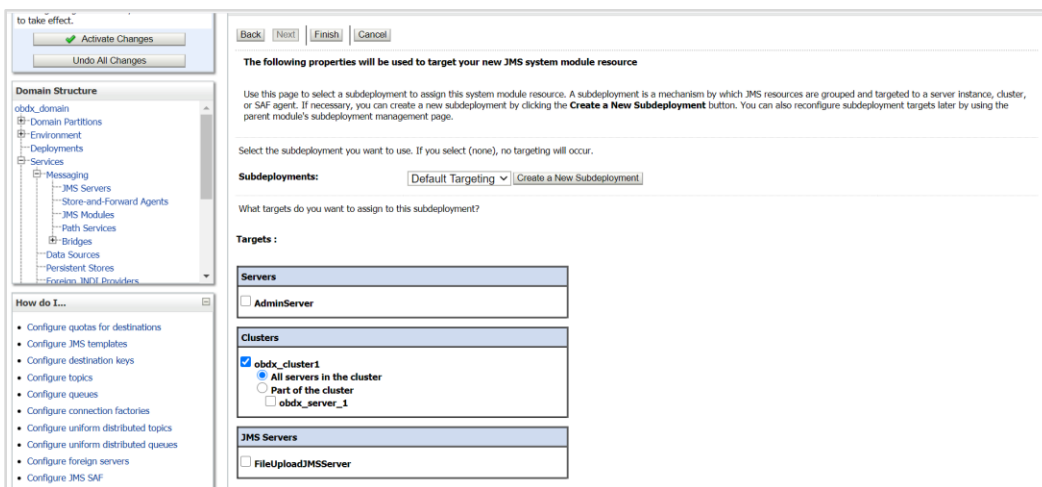 to take effect.
Activate Changes
Undo All Changes
Domain Structure
obdx_domain
Domain Partitions
Environment
Deployments
Services
Messaging
JMS Servers
Store-and-Forward Agents
JMS Modules
Path Services
Bridges
Data Sources
Persistent Stores
Foreign JNDI Providers
How do I...
Configure quotas for destinations
Configure JMS templates
Configure destination keys
Configure topics
Configure queues
Configure connection factories
Configure uniform distributed topics
Configure uniform distributed queues
Configure foreign servers
Configure JMS SAF
Back Next Finish Cancel
The following properties will be used to target your new JMS system module resource
Use this page to select a subdeployment to assign this system module resource. A subdeployment is a mechanism by which JMS resources are grouped and targeted to a server instance, cluster,
or SAF agent. If necessary, you can create a new subdeployment by clicking the Create a New Subdeployment button. You can also reconfigure subdeployment targets later by using the
parent module's subdeployment management page.
Select the subdeployment you want to use. If you select (none), no targeting will occur.
Subdeployments: Default Targeting Create a New Subdeployment
What targets do you want to assign to this subdeployment?
Targets :
Servers
AdminServer
Clusters
obdx_cluster1
All servers in the cluster
Part of the cluster
obdx_server_1
JMS Servers
FileUploadJMSServer